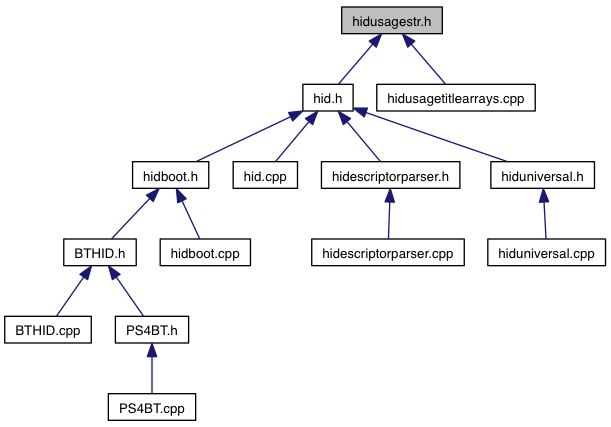 hidusagestr.h
hid.h
hidusagetitlearrays.cpp
hidboot.h
hid.cpp
hidescriptorparser.h
hiduniversal.h
BTHID.h
hidboot.cpp
hidescriptorparser.cpp
hiduniversal.cpp
BTHID.cpp
PS4BT.h
PS4BT.cpp